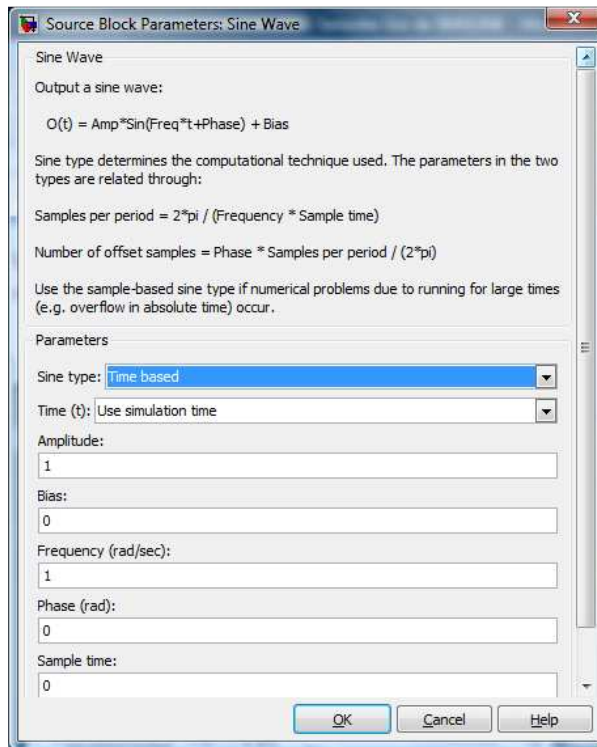 Source Block Parameters: Sine Wave
Sine Wave
Output a sine wave:
O(t) = Amp*Sin(Freq*t+Phase) + Bias
Sine type determines the computational technique used. The parameters in the two
types are related through:
Samples per period = 2*pi / (Frequency * Sample time)
Number of offset samples = Phase * Samples per period / (2*pi)
Use the sample-based sine type if numerical problems due to running for large times
(e.g. overflow in absolute time) occur.
Parameters
Sine type: Time based
Time (t): Use simulation time
Amplitude:
1
Bias:
0
Frequency (rad/sec):
1
Phase (rad):
0
Sample time:
0
OK Cancel Help